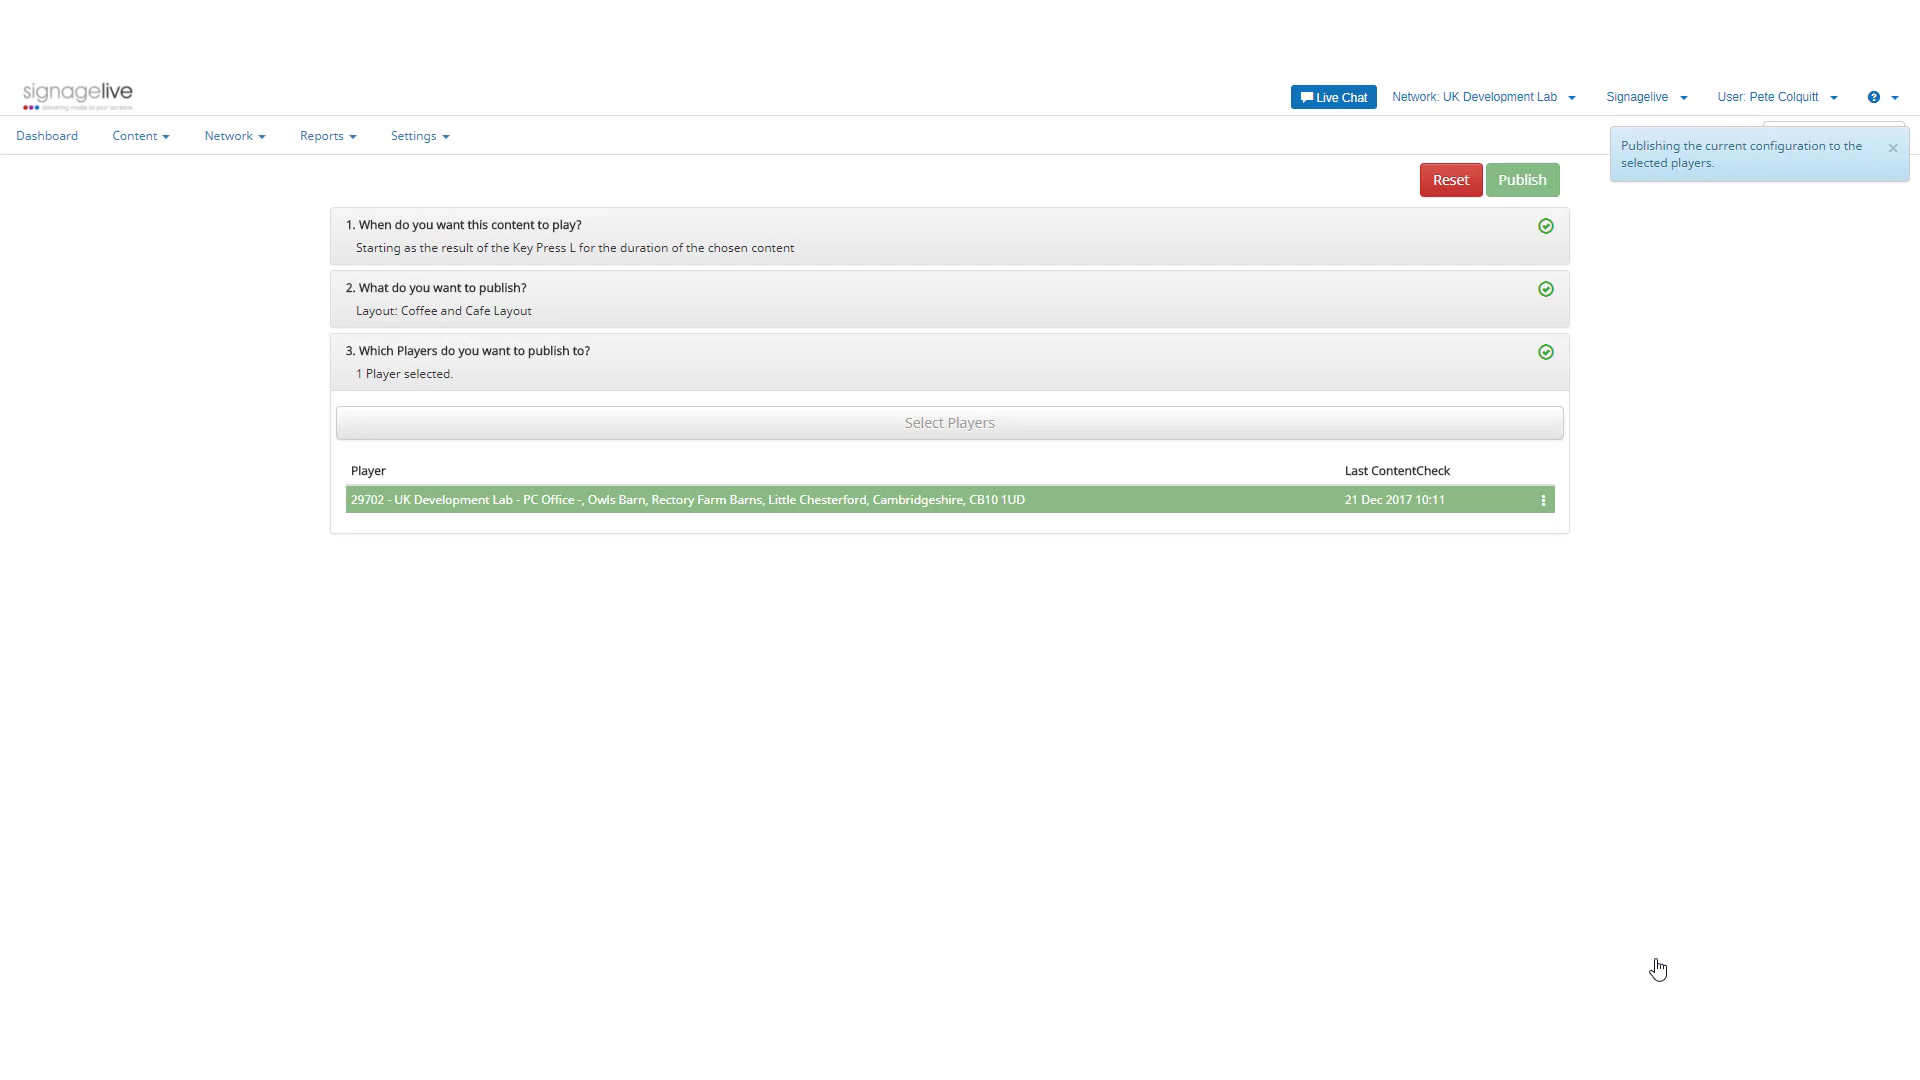 signagelive
delivering media to your screens
Live Chat
Network: UK Development Lab
Signagelive
User: Pete Colquitt
Dashboard
Content
Network
Reports
Settings
Publishing the current configuration to the
selected players.
Reset
Publish
1. When do you want this content to play?
Starting as the result of the Key Press L for the duration of the chosen content
2. What do you want to publish?
Layout: Coffee and Cafe Layout
3. Which Players do you want to publish to?
1 Player selected.
Select Players
Player
Last ContentCheck
29702 - UK Development Lab - PC Office -, Owls Barn, Rectory Farm Barns, Little Chesterford, Cambridgeshire, CB10 1UD
21 Dec 2017 10:11